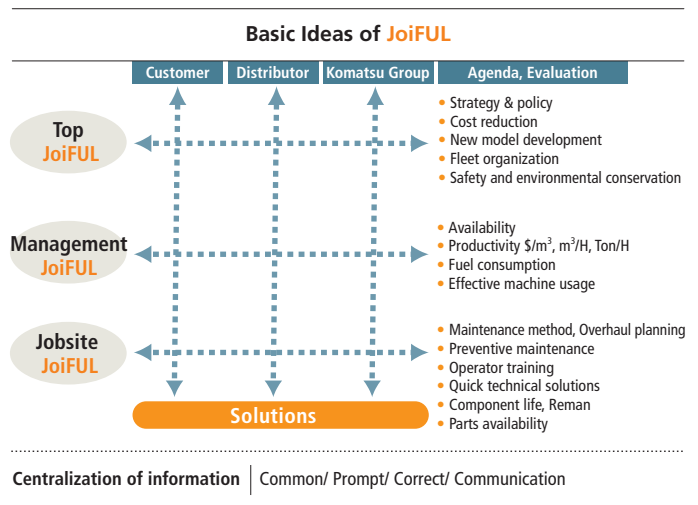 Basic Ideas of JoiFUL
Customer Distributor Komatsu Group Agenda, Evaluation
Top
JoiFUL
• Strategy & policy
• Cost reduction
• New model development
• Fleet organization
• Safety and environmental conservation
Management
JoiFUL
• Availability
• Productivity $/m³, m³/H, Ton/H
• Fuel consumption
• Effective machine usage
Jobsite
JoiFUL
• Maintenance method, Overhaul planning
• Preventive maintenance
• Operator training
• Quick technical solutions
• Component life, Reman
• Parts availability
Solutions
Centralization of information | Common/ Prompt/ Correct/ Communication